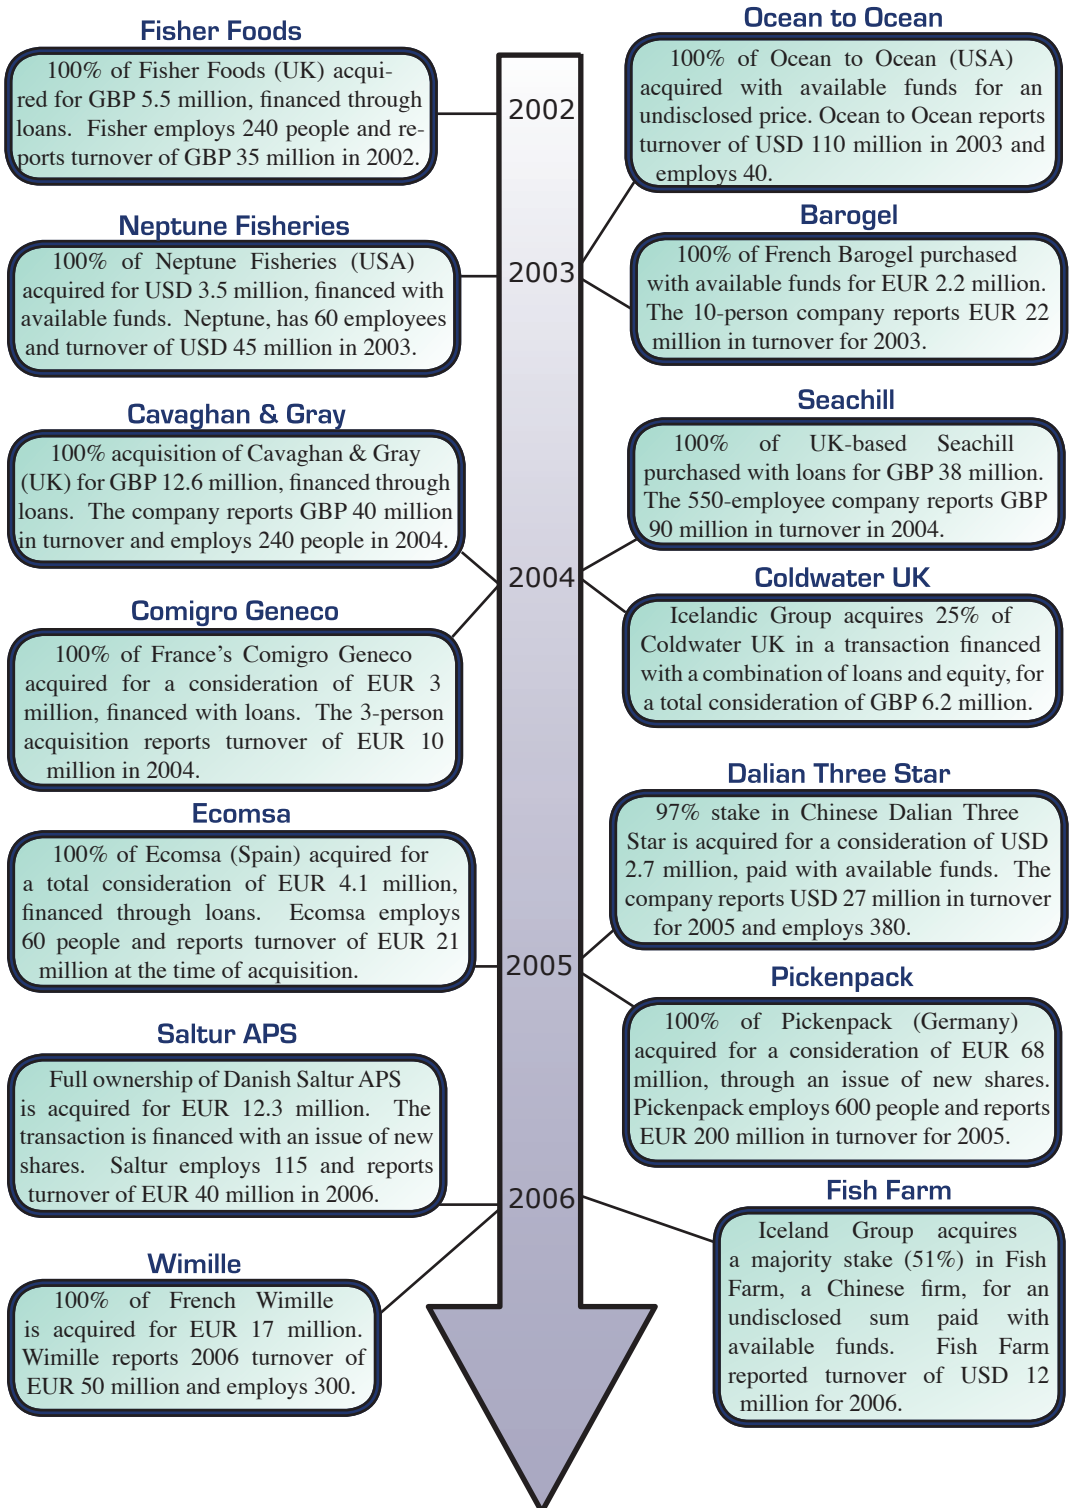 Fisher Foods
100% of Fisher Foods (UK) acqui-
red for GBP 5.5 million, financed through
loans. Fisher employs 240 people and re-
ports turnover of GBP 35 million in 2002.
Ocean to Ocean
100% of Ocean to Ocean (USA)
acquired with available funds for an
undisclosed price. Ocean to Ocean reports
turnover of USD 110 million in 2003 and
employs 40.
2002
Neptune Fisheries
100% of Neptune Fisheries (USA)
acquired for USD 3.5 million, financed with
available funds. Neptune, has 60 employees
and turnover of USD 45 million in 2003.
Barogel
100% of French Barogel purchased
with available funds for EUR 2.2 million.
The 10-person company reports EUR 22
million in turnover for 2003.
2003
Cavaghan & Gray
100% acquisition of Cavaghan & Gray
(UK) for GBP 12.6 million, financed through
loans. The company reports GBP 40 million
in turnover and employs 240 people in 2004.
Seachill
100% of UK-based Seachill
purchased with loans for GBP 38 million.
The 550-employee company reports GBP
90 million in turnover in 2004.
2004
Comigro Geneco
100% of France's Comigro Geneco
acquired for a consideration of EUR 3
million, financed with loans. The 3-person
acquisition reports turnover of EUR 10
million in 2004.
Coldwater UK
Icelandic Group acquires 25% of
Coldwater UK in a transaction financed
with a combination of loans and equity, for
a total consideration of GBP 6.2 million.
Ecomsa
100% of Ecomsa (Spain) acquired for
a total consideration of EUR 4.1 million,
financed through loans. Ecomsa employs
60 people and reports turnover of EUR 21
million at the time of acquisition.
Dalian Three Star
97% stake in Chinese Dalian Three
Star is acquired for a consideration of USD
2.7 million, paid with available funds. The
company reports USD 27 million in turnover
for 2005 and employs 380.
2005
Pickenpack
100% of Pickenpack (Germany)
acquired for a consideration of EUR 68
million, through an issue of new shares.
Pickenpack employs 600 people and reports
EUR 200 million in turnover for 2005.
Saltur APS
Full ownership of Danish Saltur APS
is acquired for EUR 12.3 million. The
transaction is financed with an issue of new
shares. Saltur employs 115 and reports
turnover of EUR 40 million in 2006.
2006
Fish Farm
Iceland Group acquires
a majority stake (51%) in Fish
Farm, a Chinese firm, for an
undisclosed sum paid with
available funds. Fish Farm
reported turnover of USD 12
million for 2006.
Wimille
100% of French Wimille
is acquired for EUR 17 million.
Wimille reports 2006 turnover of
EUR 50 million and employs 300.